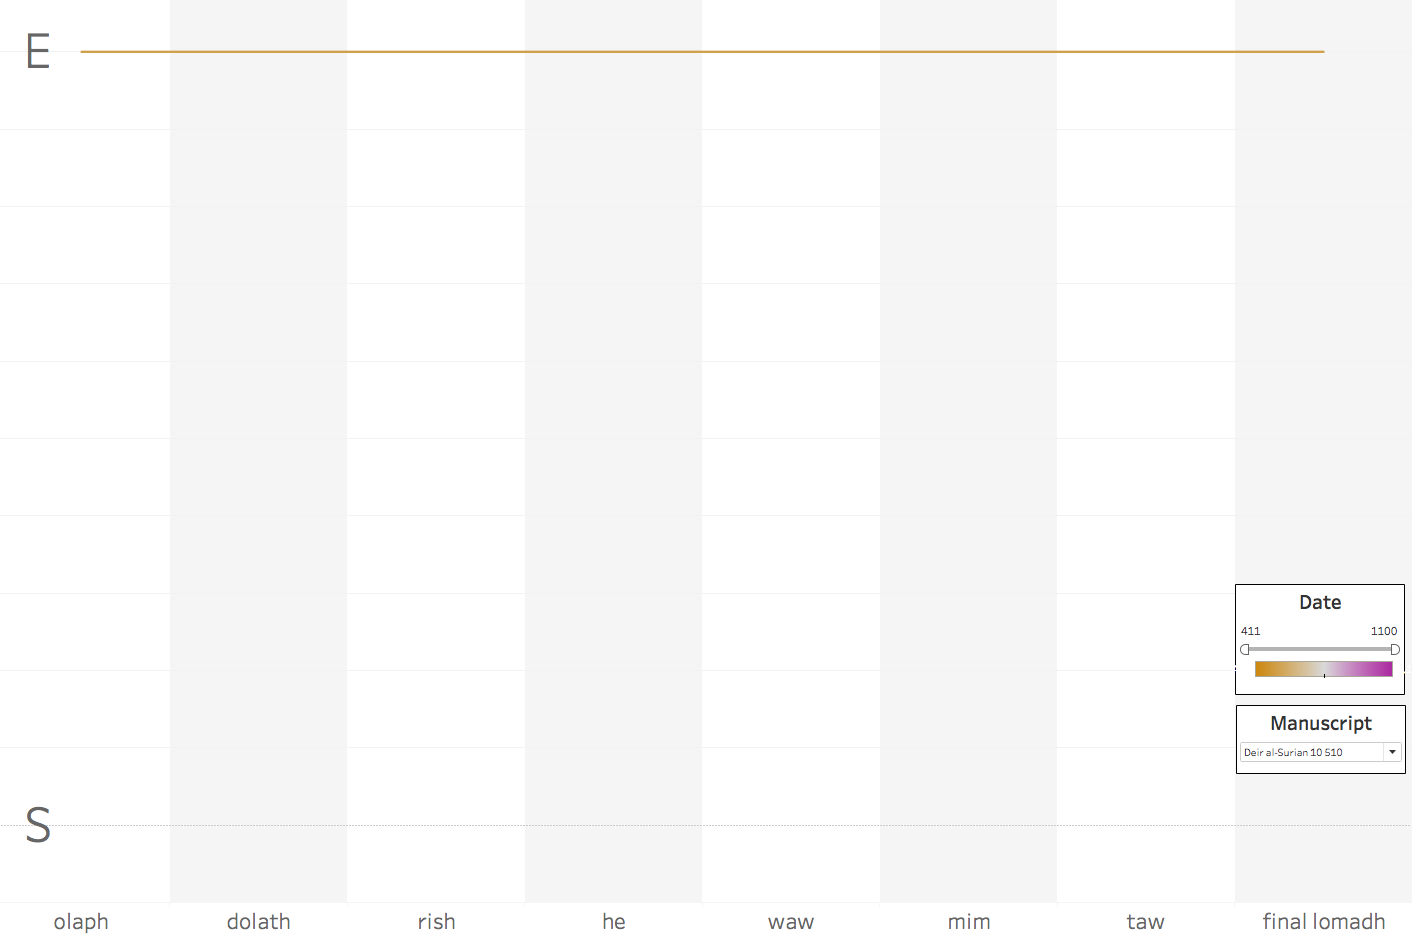 E
Date
411 1100
Manuscript
Deir al-Surian 10 510
S
olaph dolath rish he waw mim taw final lomadh